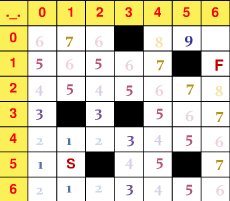 ._. 0 1 2 3 4 5 6
0 6 7 6 8 9
1 5 6 5 6 7 F
2 4 5 4 5 6 7 8
3 3 3 5 6 7
4 2 1 2 3 4 5 6
5 1 S 4 5 7
6 2 1 2 3 4 5 6